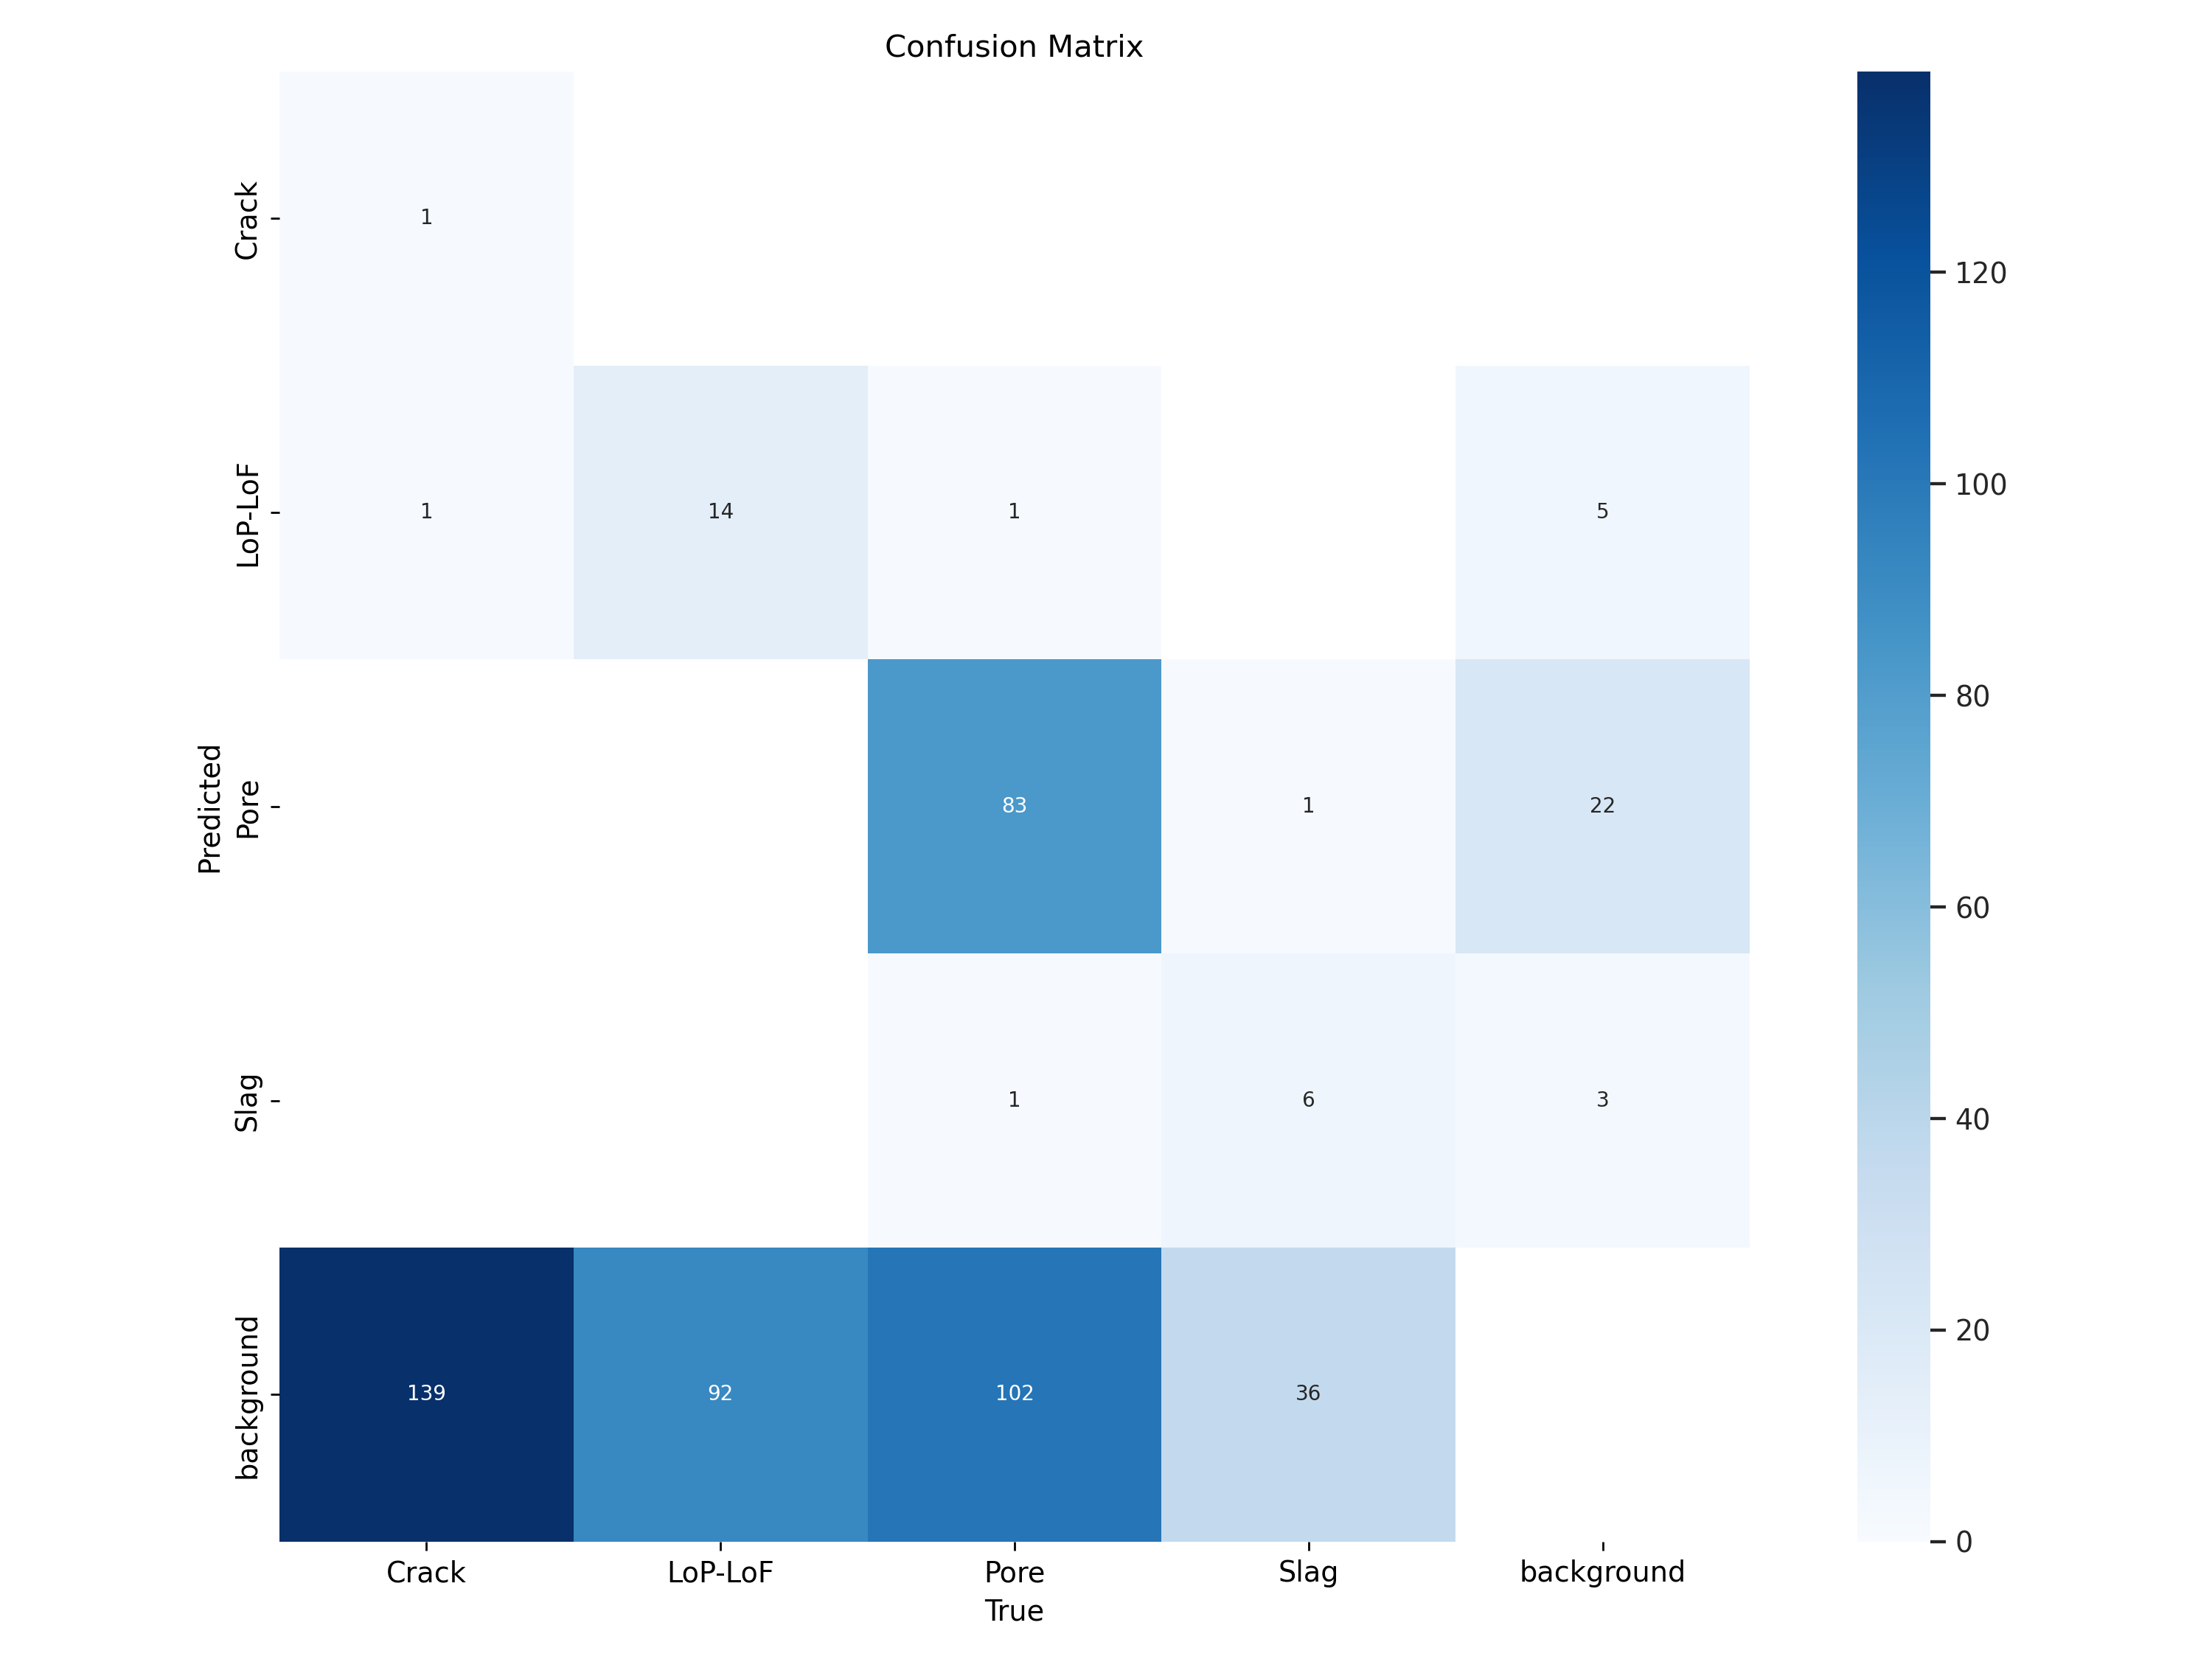 Confusion Matrix
Crack
1
LoP-LoF
1 14 1 5
Predicted
Pore
83 1 22
Slag
1 6 3
background
139 92 102 36
Crack LoP-LoF Pore Slag background
True
120
100
80
60
40
20
0